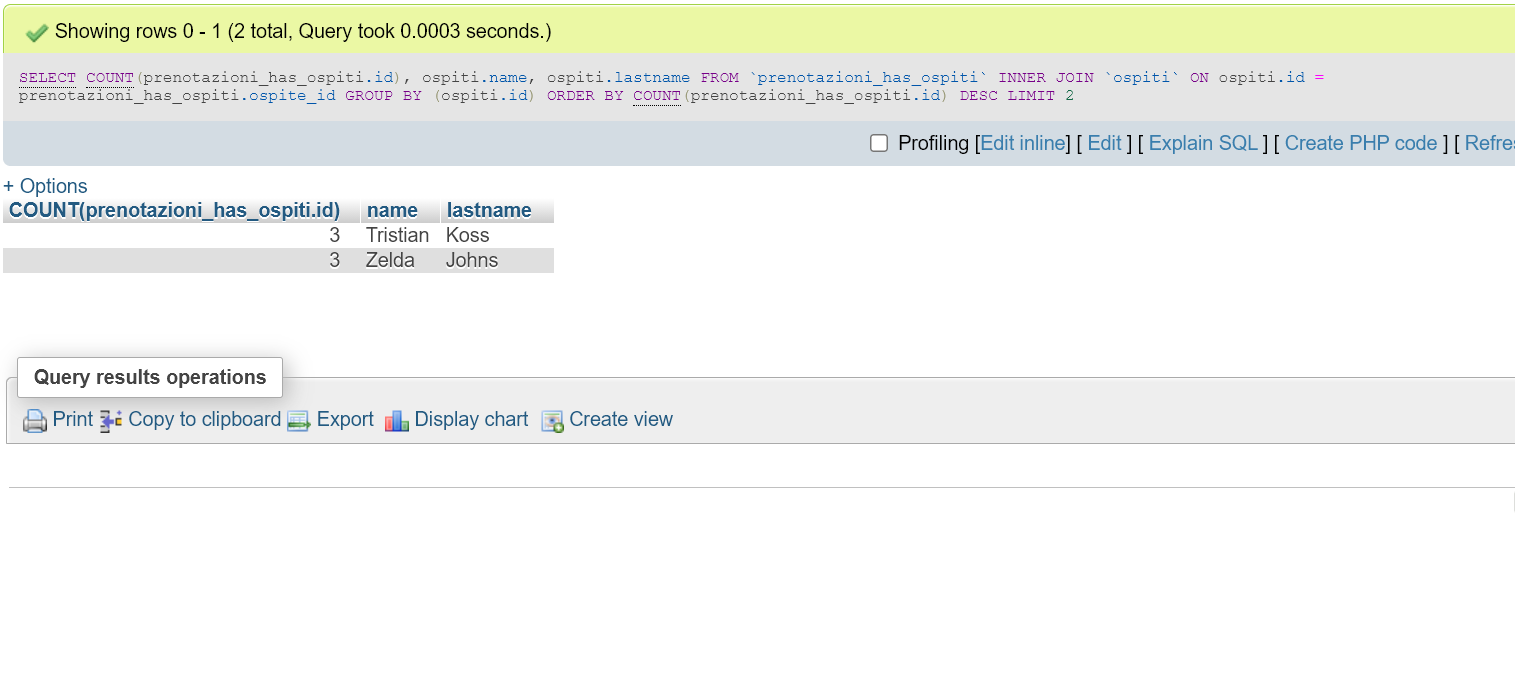 Showing rows 0 - 1 (2 total, Query took 0.0003 seconds.)
SELECT COUNT(prenotazioni_has_ospiti.id), ospiti.name, ospiti.lastname FROM `prenotazioni_has_ospiti` INNER JOIN `ospiti` ON ospiti.id =
prenotazioni_has_ospiti.ospite_id GROUP BY (ospiti.id) ORDER BY COUNT(prenotazioni_has_ospiti.id) DESC LIMIT 2
Profiling [Edit inline] [ Edit ] [ Explain SQL ] [ Create PHP code ] [ Refres
+ Options
COUNT(prenotazioni_has_ospiti.id) name lastname
3 Tristian Koss
3 Zelda Johns
Query results operations
Print Copy to clipboard Export Display chart Create view